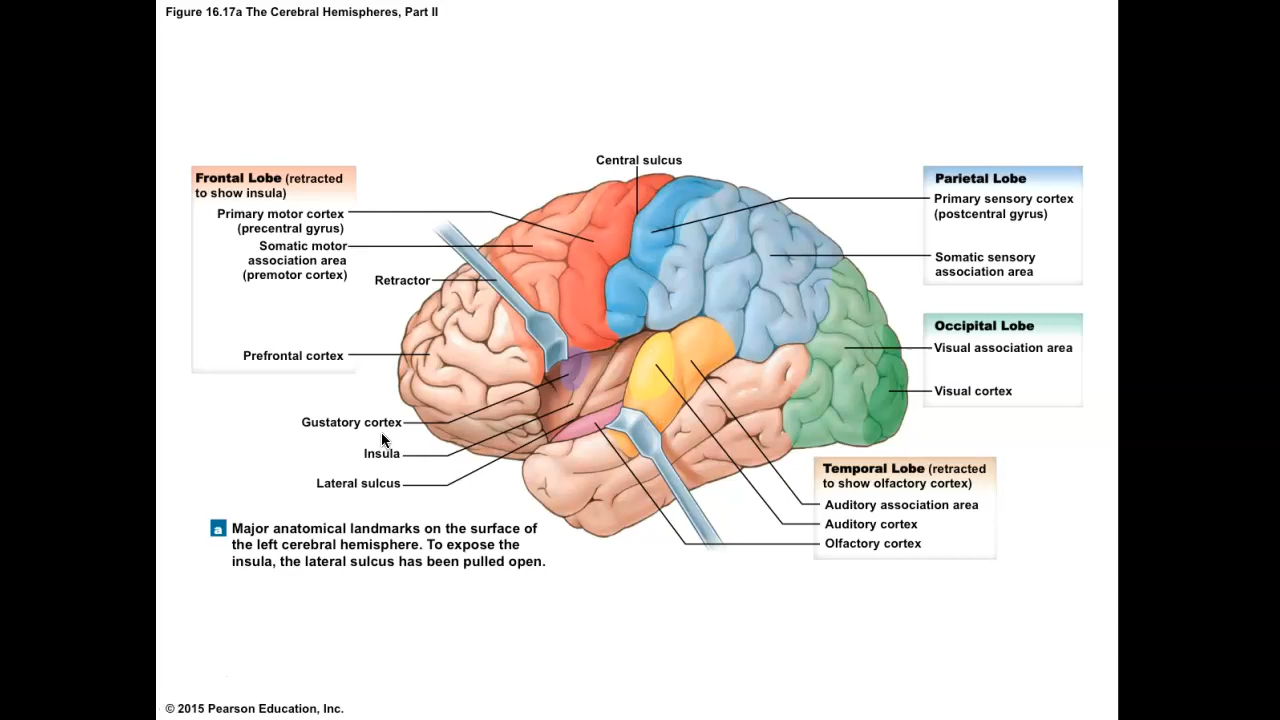 Figure 16.17a The Cerebral Hemispheres, Part II
Central sulcus
Frontal Lobe (retracted
to show insula)
Primary motor cortex
(precentral gyrus)
Somatic motor
association area
(premotor cortex)
Retractor
Prefrontal cortex
Gustatory cortex
Insula
Lateral sulcus
Parietal Lobe
Primary sensory cortex
(postcentral gyrus)
Somatic sensory
association area
Occipital Lobe
Visual association area
Visual cortex
Temporal Lobe (retracted
to show olfactory cortex)
Auditory association area
Auditory cortex
Olfactory cortex
a Major anatomical landmarks on the surface of
the left cerebral hemisphere. To expose the
insula, the lateral sulcus has been pulled open.
© 2015 Pearson Education, Inc.